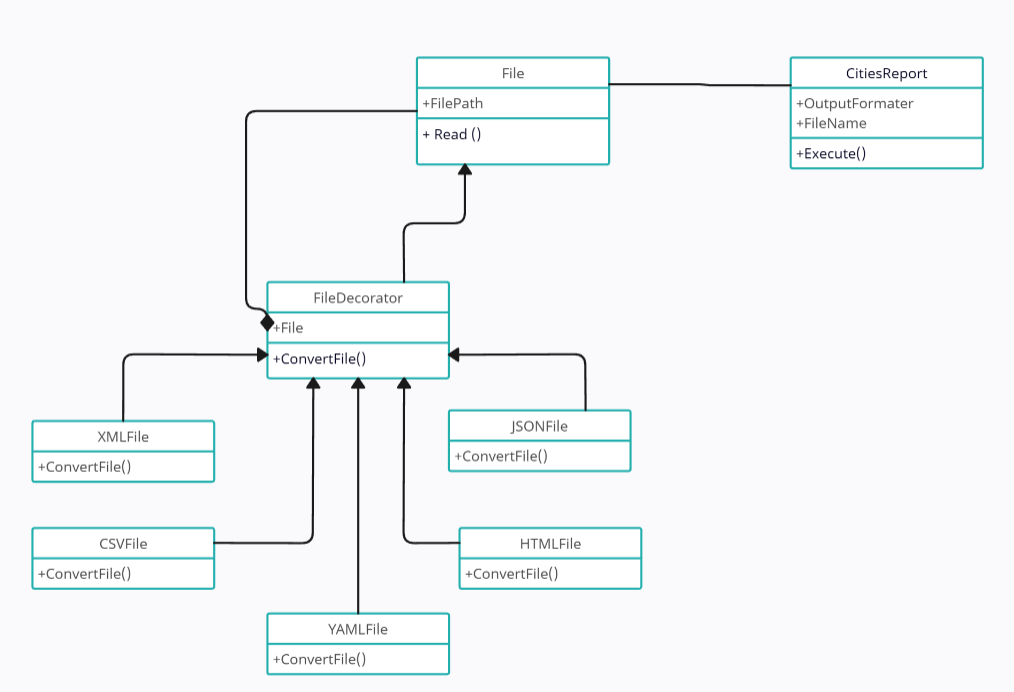 File
+FilePath
+ Read ()
CitiesReport
+OutputFormater
+FileName
+Execute()
FileDecorator
+File
+ConvertFile()
XMLFile
+ConvertFile()
JSONFile
+ConvertFile()
CSVFile
+ConvertFile()
HTMLFile
+ConvertFile()
YAMLFile
+ConvertFile()